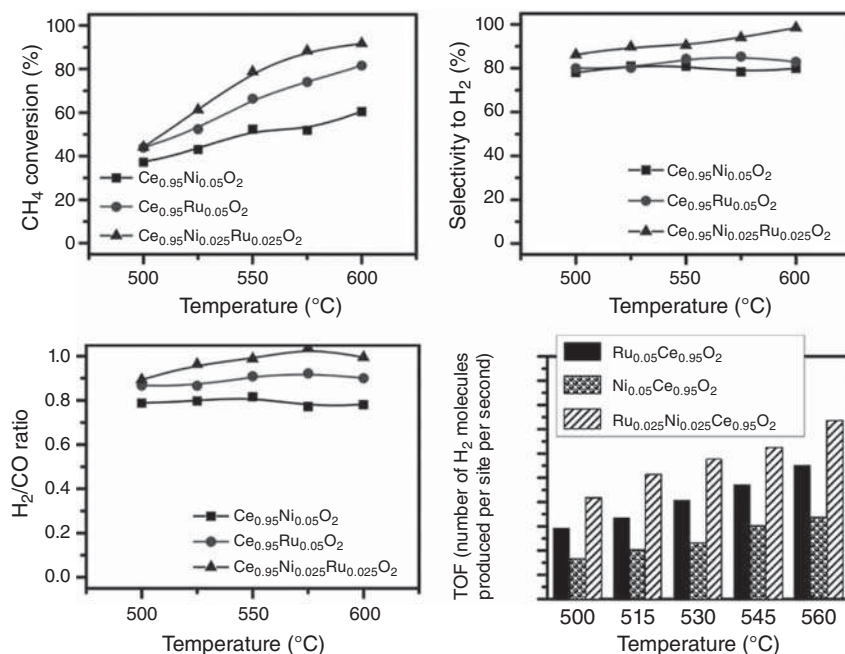 CH₄ conversion (%)
100
80
60
40
20
0
Ce₀.₉₅Ni₀.₀₅O₂
Ce₀.₉₅Ru₀.₀₅O₂
Ce₀.₉₅Ni₀.₀₂₅Ru₀.₀₂₅O₂
500 550 600
Temperature (°C)
Selectivity to H₂ (%)
100
80
60
40
20
0
Ce₀.₉₅Ni₀.₀₅O₂
Ce₀.₉₅Ru₀.₀₅O₂
Ce₀.₉₅Ni₀.₀₂₅Ru₀.₀₂₅O₂
500 550 600
Temperature (°C)
H₂/CO ratio
1.0
0.8
0.6
0.4
0.2
0.0
Ce₀.₉₅Ni₀.₀₅O₂
Ce₀.₉₅Ru₀.₀₅O₂
Ce₀.₉₅Ni₀.₀₂₅Ru₀.₀₂₅O₂
500 550 600
Temperature (°C)
TOF (number of H₂ molecules
produced per site per second)
Ru₀.₀₅Ce₀.₉₅O₂
Ni₀.₀₅Ce₀.₉₅O₂
Ru₀.₀₂₅Ni₀.₀₂₅Ce₀.₉₅O₂
500 515 530 545 560
Temperature (°C)